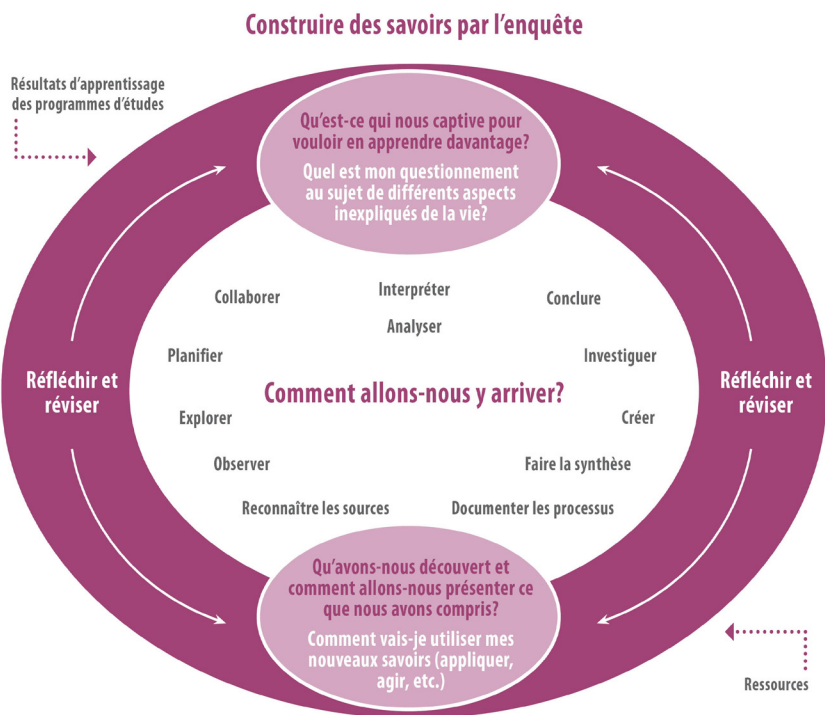 Construire des savoirs par l'enquête
Résultats d'apprentissage
des programmes d'études
Qu'est-ce qui nous captive pour
vouloir en apprendre davantage?
Quel est mon questionnement
au sujet de différents aspects
inexpliqués de la vie?
Collaborer
Interpréter
Conclure
Analyser
Planifier
Investiguer
Réfléchir et
réviser
Comment allons-nous y arriver?
Réfléchir et
réviser
Explorer
Créer
Observer
Faire la synthèse
Reconnaître les sources
Documenter les processus
Qu'avons-nous découvert et
comment allons-nous présenter ce
que nous avons compris?
Comment vais-je utiliser mes
nouveaux savoirs (appliquer,
agir, etc.)
Ressources